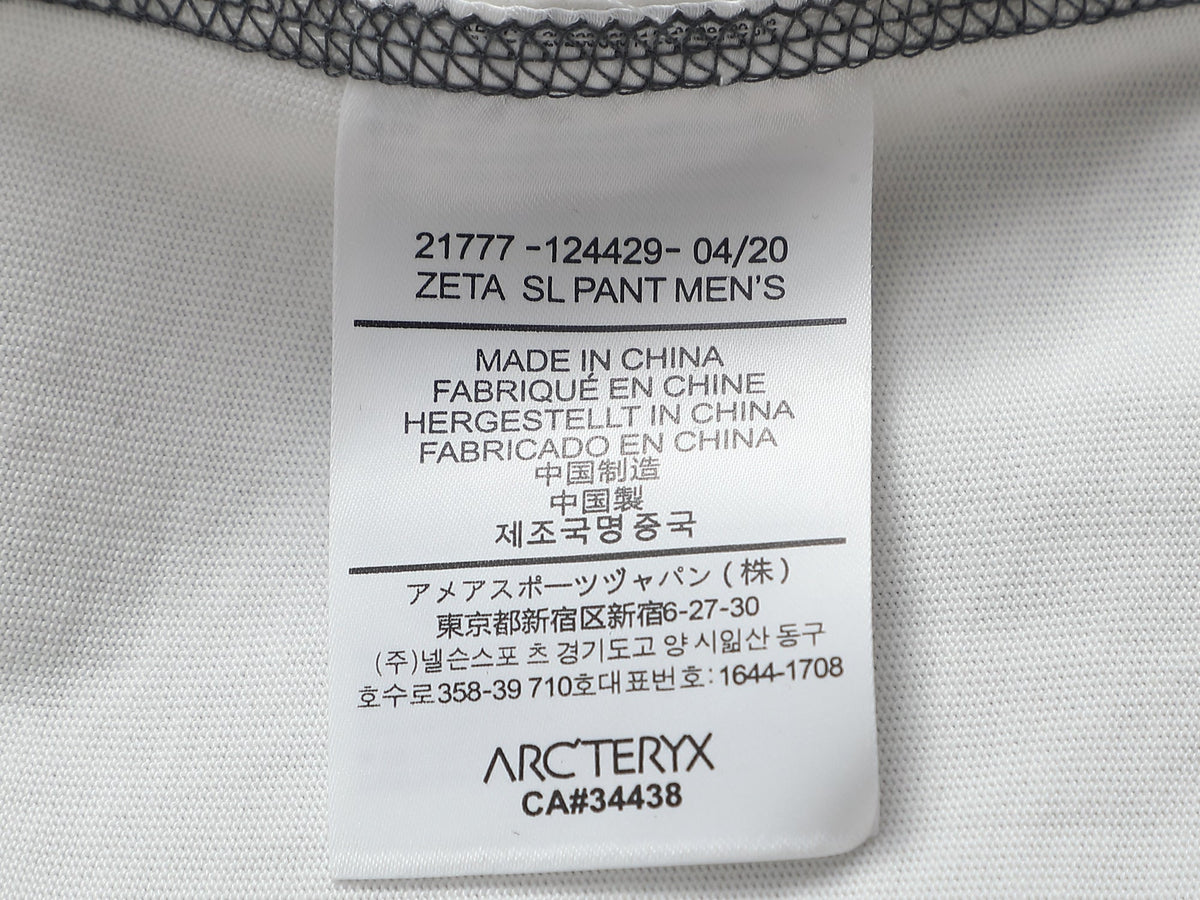 21777 -124429- 04/20
ZETA SL PANT MEN'S
MADE IN CHINA
FABRIQUÉ EN CHINE
HERGESTELLT IN CHINA
FABRICADO EN CHINA
中国制造
中国製
제조국명 중국
アメアスポーツヅャパン（株）
東京都新宿区新宿6-27-30
(주)넬슨스포 츠 경기도고 양 시잂산 동구
호수로358-39 710호대표번호:1644-1708
ARC'TERYX
CA#34438